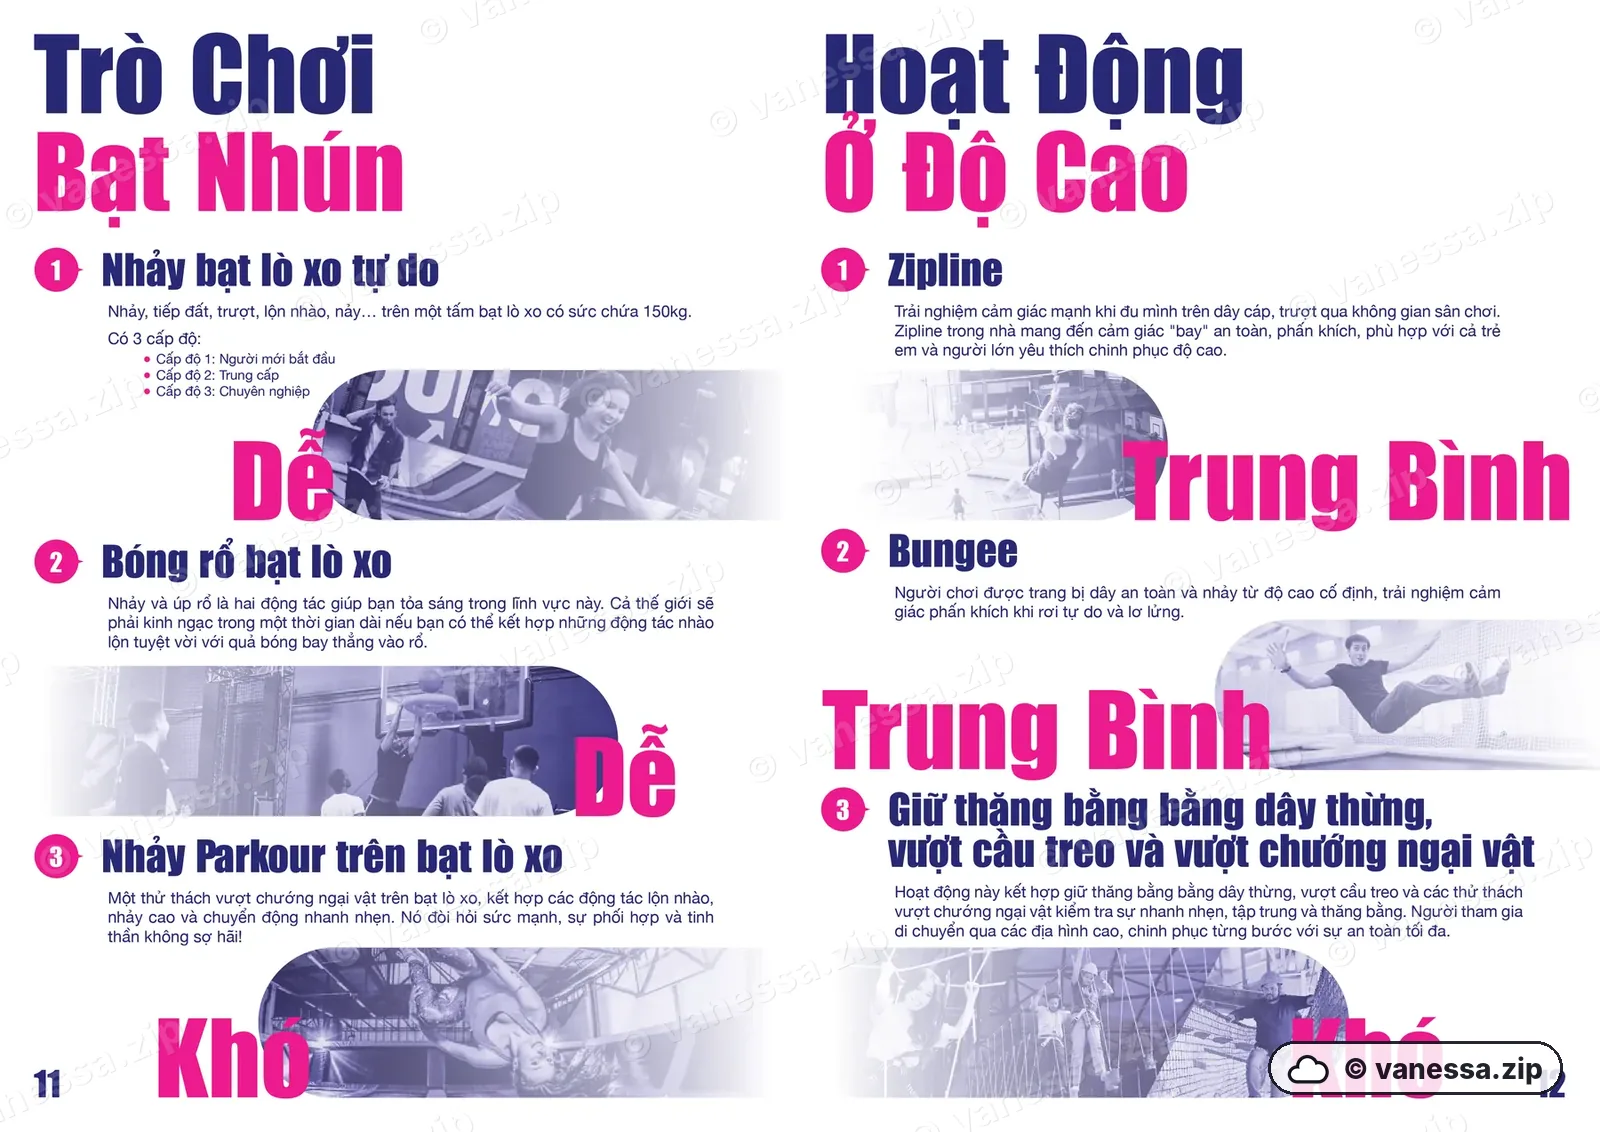 Trò Chơi
Bạt Nhún
1
Nhảy bạt lò xo tự do
Nhảy, tiếp đất, trượt, lộn nhào, nảy… trên một tấm bạt lò xo có sức chứa 150kg.
Có 3 cấp độ:
• Cấp độ 1: Người mới bắt đầu
• Cấp độ 2: Trung cấp
• Cấp độ 3: Chuyên nghiệp
Dễ
2
Bóng rổ bạt lò xo
Nhảy và úp rổ là hai động tác giúp bạn tỏa sáng trong lĩnh vực này. Cả thế giới sẽ
phải kinh ngạc trong một thời gian dài nếu bạn có thể kết hợp những động tác nhào
lộn tuyệt vời với quả bóng bay thẳng vào rổ.
Dễ
3
Nhảy Parkour trên bạt lò xo
Một thử thách vượt chướng ngại vật trên bạt lò xo, kết hợp các động tác lộn nhào,
nhảy cao và chuyển động nhanh nhẹn. Nó đòi hỏi sức mạnh, sự phối hợp và tinh
thần không sợ hãi!
Khó
11
Hoạt Động
Ở Độ Cao
1
Zipline
Trải nghiệm cảm giác mạnh khi đu mình trên dây cáp, trượt qua không gian sân chơi.
Zipline trong nhà mang đến cảm giác "bay" an toàn, phấn khích, phù hợp với cả trẻ
em và người lớn yêu thích chinh phục độ cao.
Trung Bình
2
Bungee
Người chơi được trang bị dây an toàn và nhảy từ độ cao cố định, trải nghiệm cảm
giác phấn khích khi rơi tự do và lơ lửng.
Trung Bình
3
Giữ thăng bằng bằng dây thừng,
vượt cầu treo và vượt chướng ngại vật
Hoạt động này kết hợp giữ thăng bằng bằng dây thừng, vượt cầu treo và các thử thách
vượt chướng ngại vật kiểm tra sự nhanh nhẹn, tập trung và thăng bằng. Người tham gia
di chuyển qua các địa hình cao, chinh phục từng bước với sự an toàn tối đa.
Khó
12
© vanessa.zip